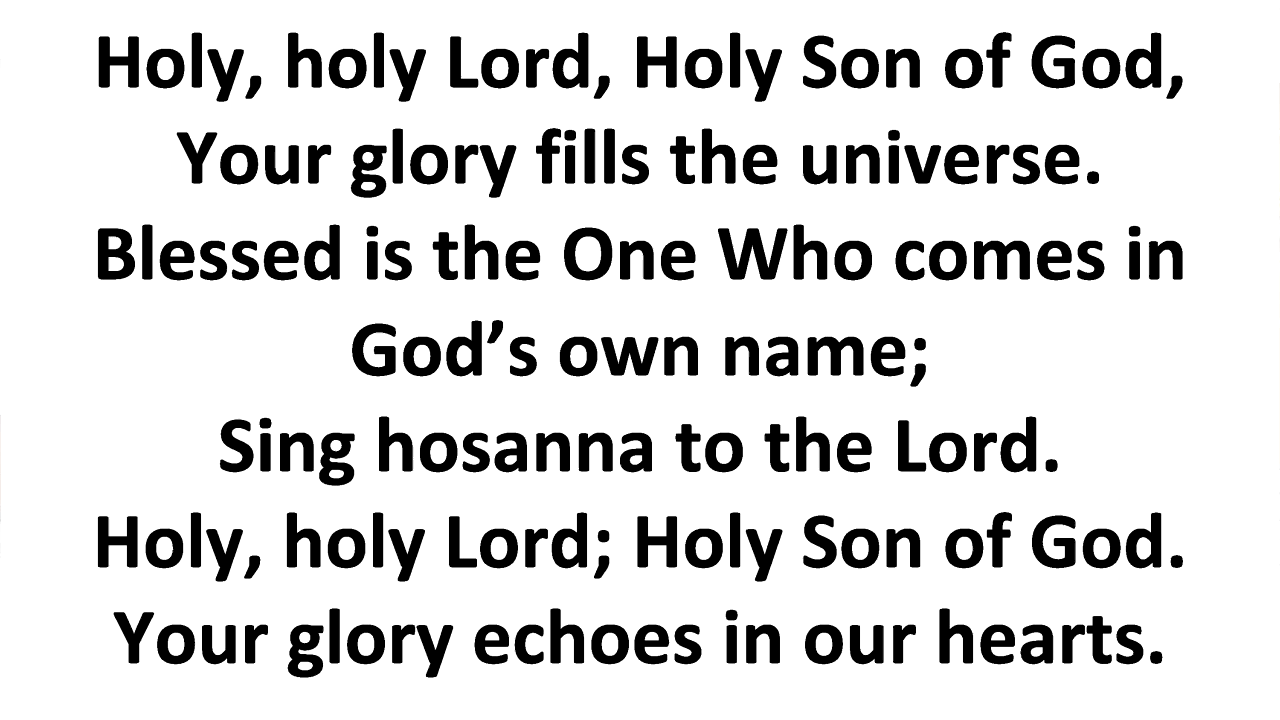 Holy, holy Lord, Holy Son of God,
Your glory fills the universe.
Blessed is the One Who comes in
God’s own name;
Sing hosanna to the Lord.
Holy, holy Lord; Holy Son of God.
Your glory echoes in our hearts.